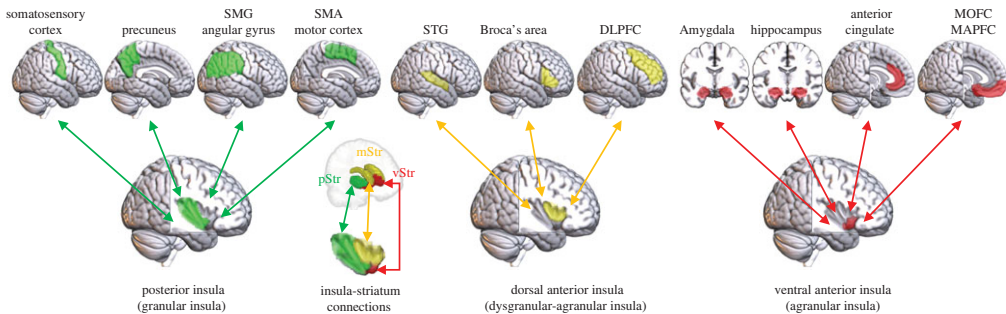 somatosensory
cortex
precuneus
SMG
angular gyrus
SMA
motor cortex
STG
Broca's area
DLPFC
Amygdala
hippocampus
anterior
cingulate
MOFC
MAPFC
mStr
pStr
vStr
posterior insula
(granular insula)
insula-striatum
connections
dorsal anterior insula
(dysgranular-agranular insula)
ventral anterior insula
(agranular insula)